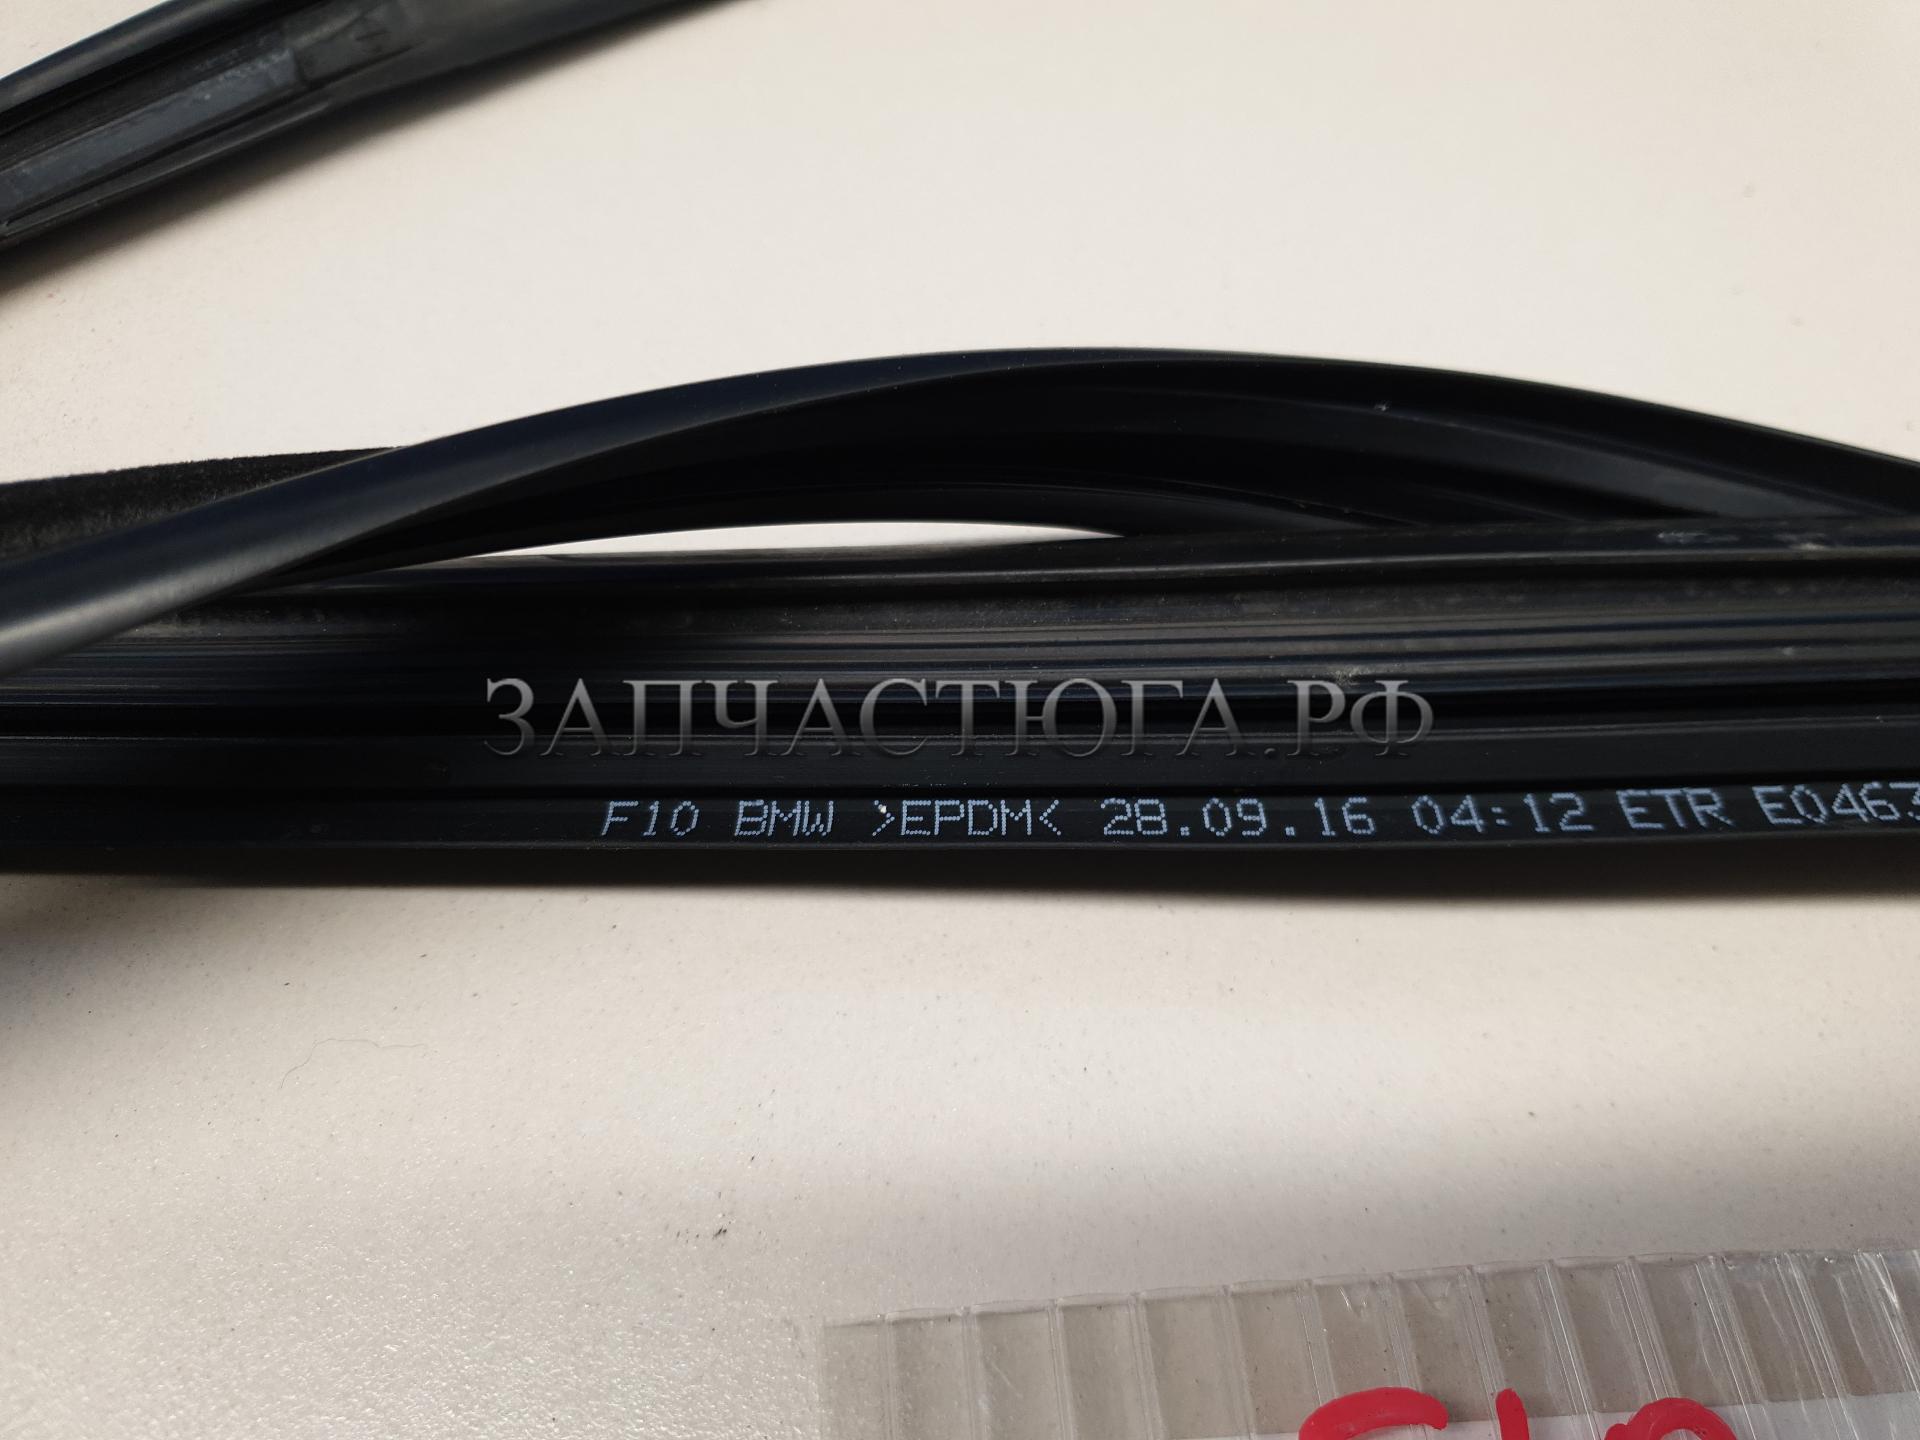 ЗАПЧАСТЮГА.РФ
F10 BMW >EPDM< 28.09.16 04:12 ETR E0463